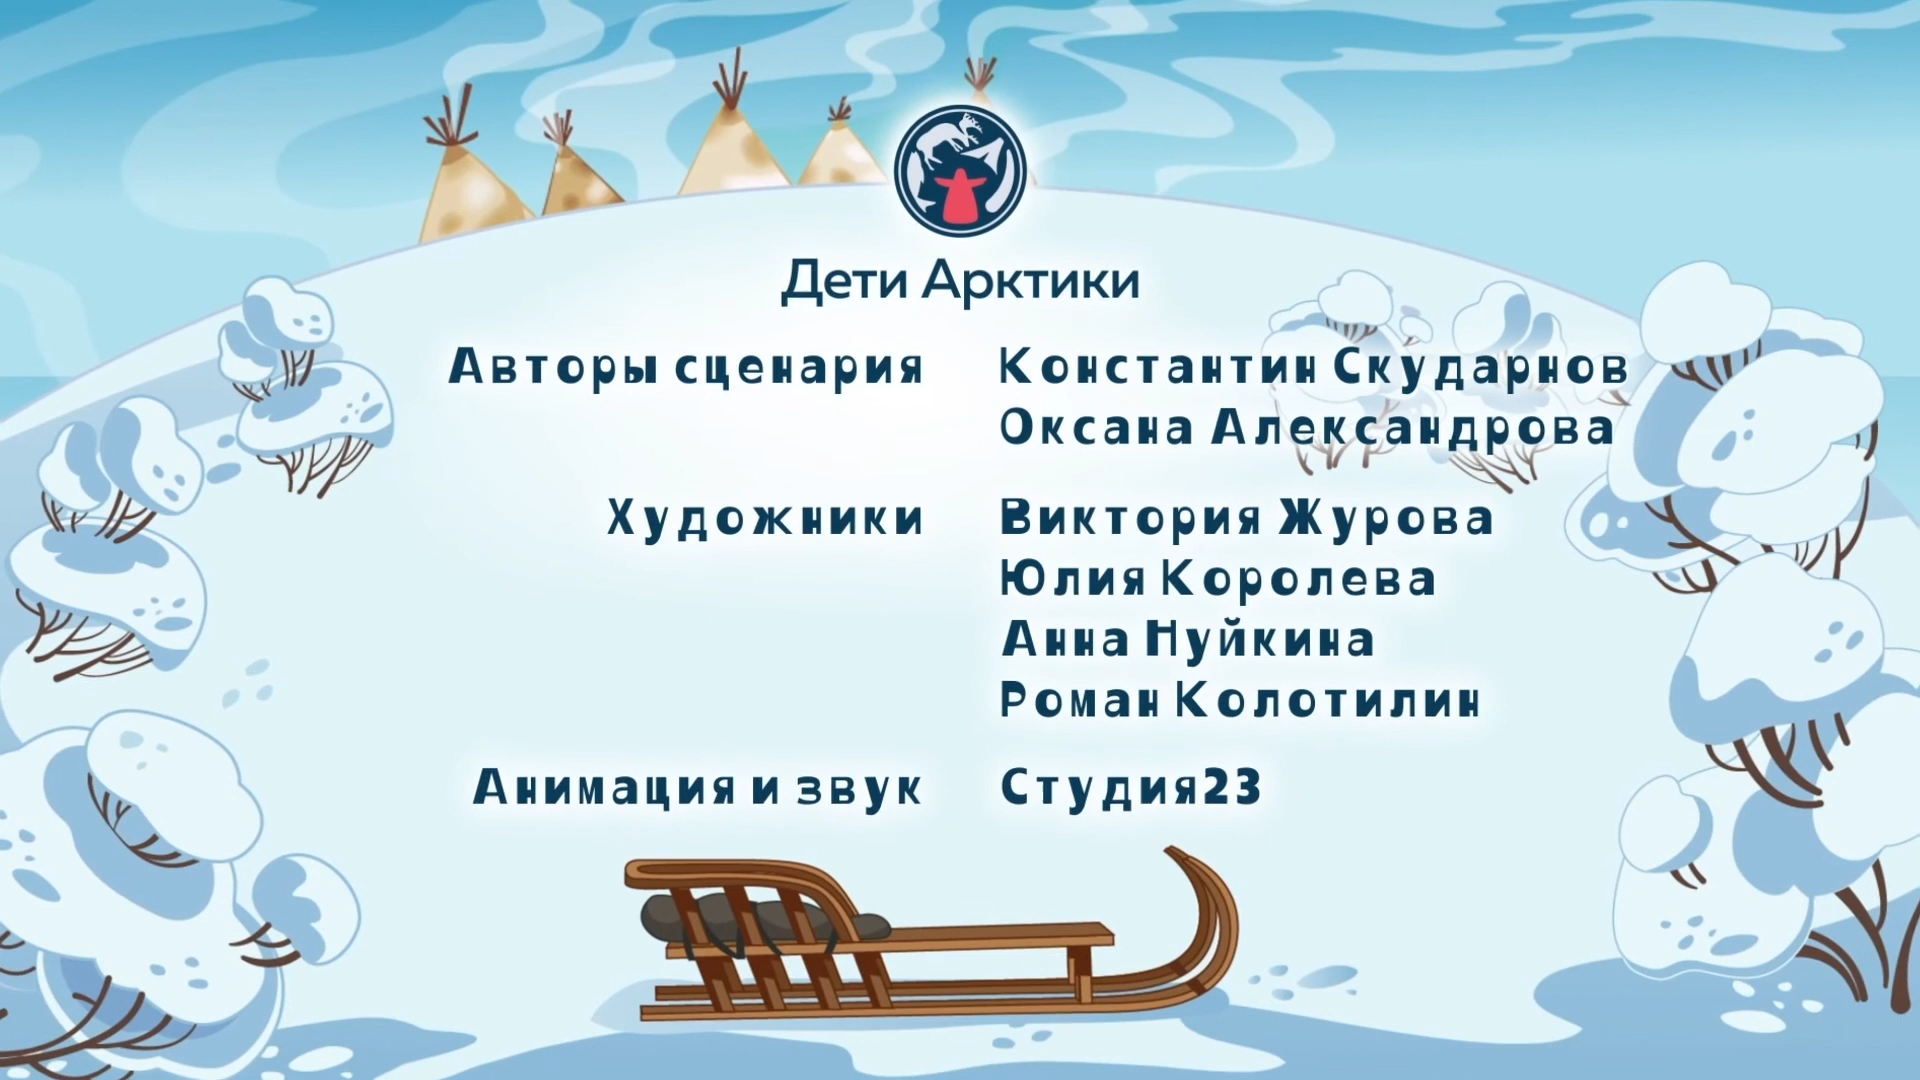 Дети Арктики
Авторы сценария Константин Скударнов
Оксана Александрова
Художники Виктория Журова
Юлия Королева
Анна Нуйкина
Роман Колотилин
Анимация и звук Студия23